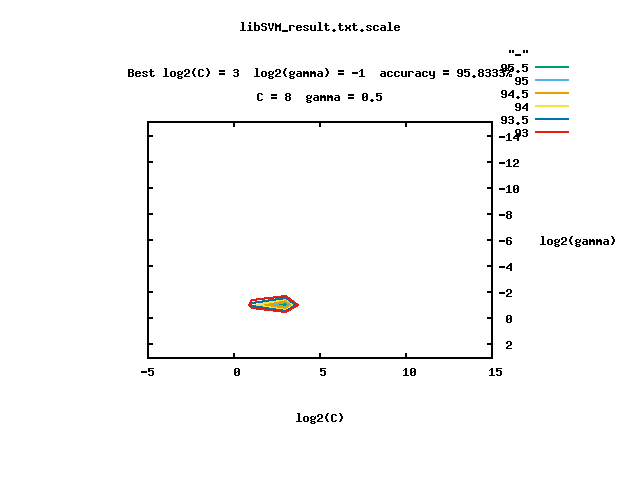 libSVM_result.txt.scale
"-"
Best log2(C) = 3  log2(gamma) = -1  accuracy = 95.8333%
C = 8  gamma = 0.5
95.5
95
94.5
94
93.5
93
-14
-12
-10
-8
-6
-4
-2
0
2
log2(gamma)
-5 0 5 10 15
log2(C)